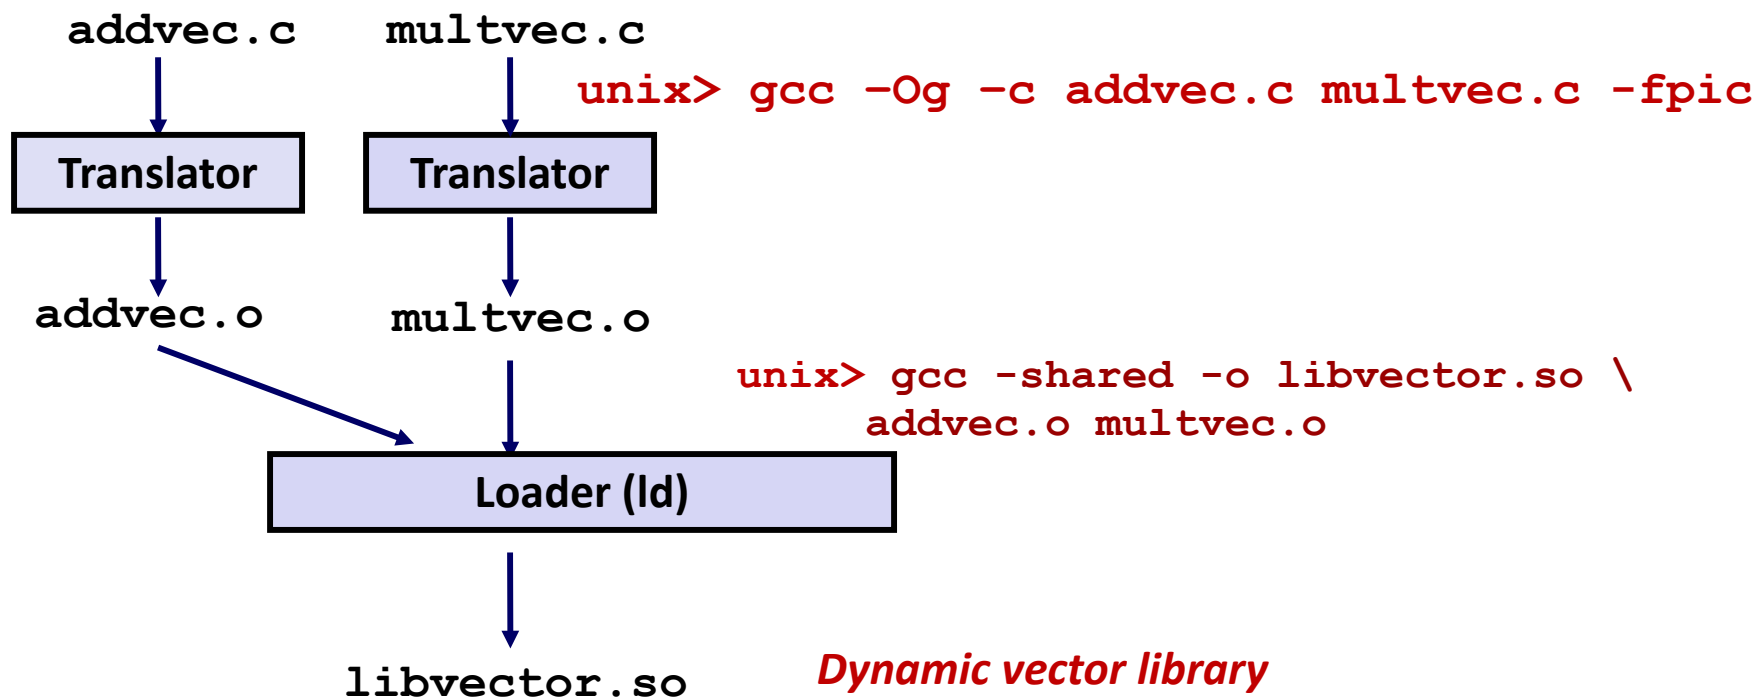 addvec.c multvec.c
unix> gcc –Og –c addvec.c multvec.c -fpic
Translator Translator
addvec.o multvec.o
unix> gcc -shared -o libvector.so \
addvec.o multvec.o
Loader (ld)
libvector.so
Dynamic vector library